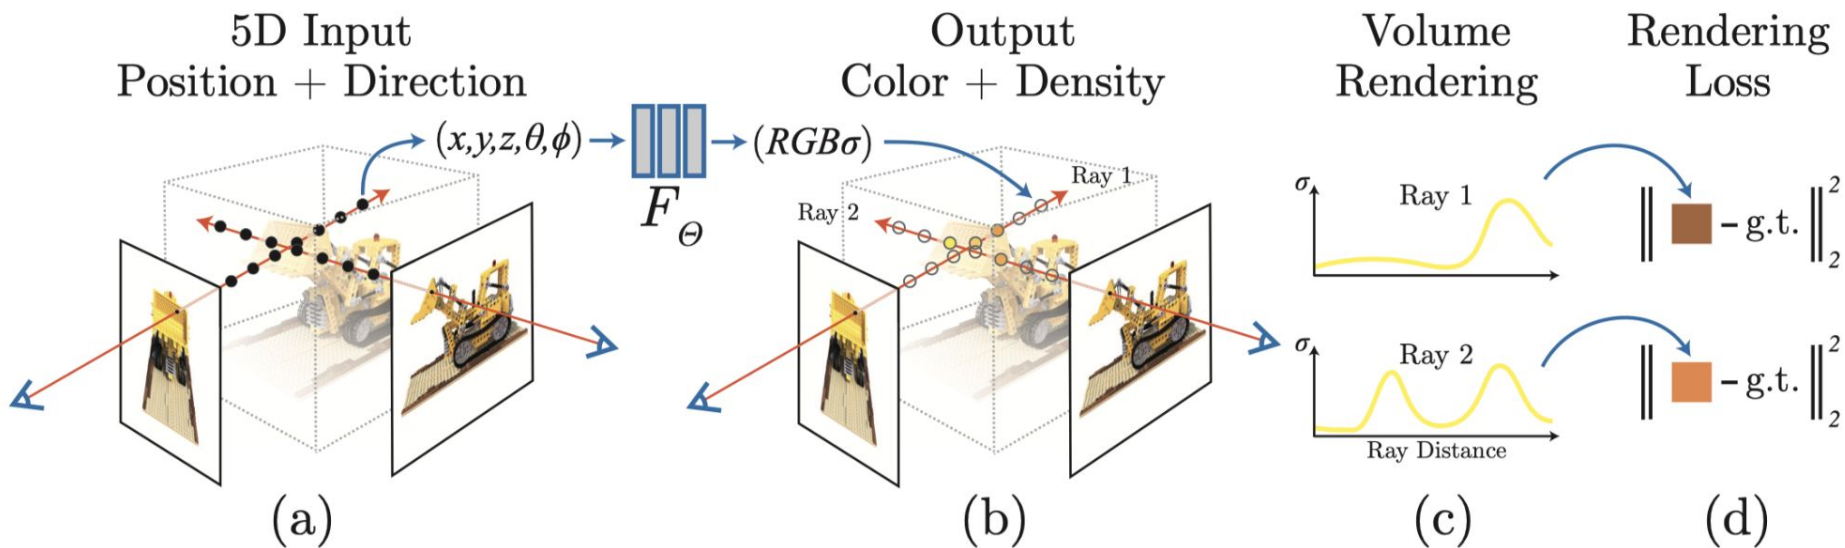 5D Input
Position + Direction
Output
Color + Density
Volume
Rendering
Rendering
Loss
(x,y,z,θ,ϕ)
F_Θ
(RGBσ)
Ray 1
Ray 2
σ
Ray 1
σ
Ray 2
Ray Distance
‖ − g.t. ‖²₂
‖ − g.t. ‖²₂
(a)
(b)
(c)
(d)